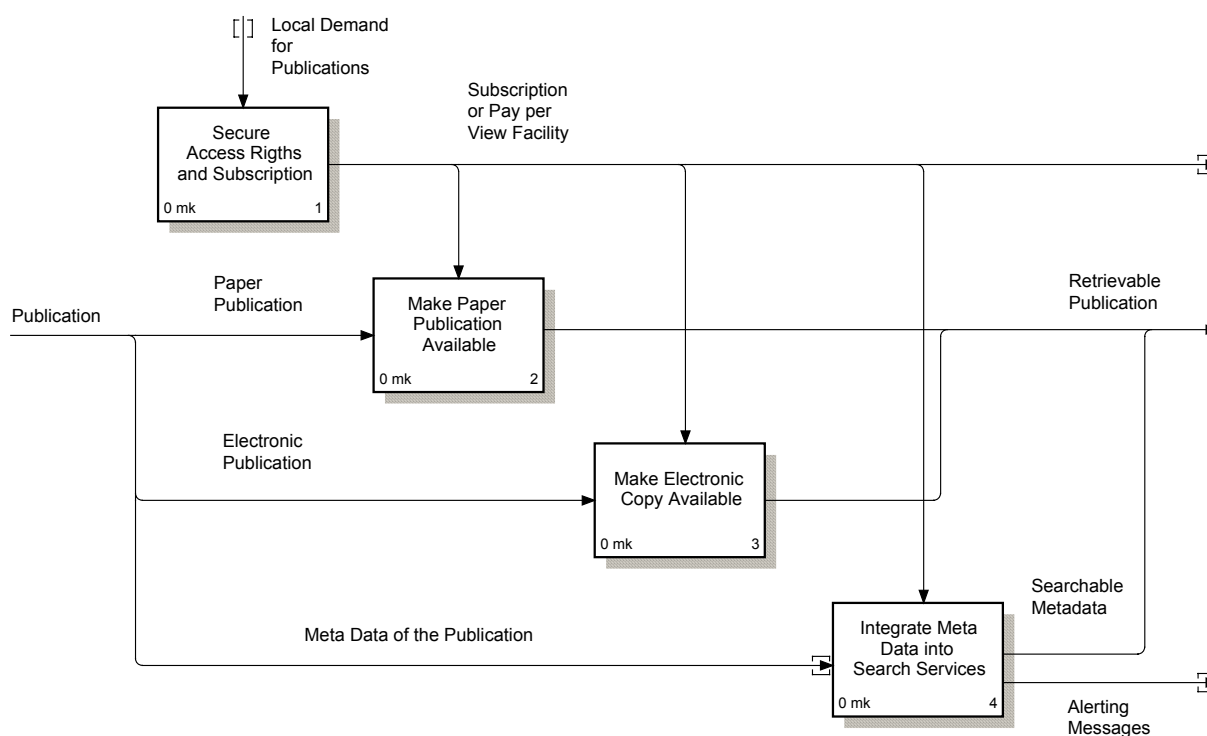 Local Demand
for
Publications
Subscription
or Pay per
View Facility
Secure
Access Rigths
and Subscription
0 mk 1
Paper
Publication
Retrievable
Publication
Publication
Make Paper
Publication
Available
0 mk 2
Electronic
Publication
Make Electronic
Copy Available
0 mk 3
Searchable
Metadata
Meta Data of the Publication
Integrate Meta
Data into
Search Services
0 mk 4
Alerting
Messages